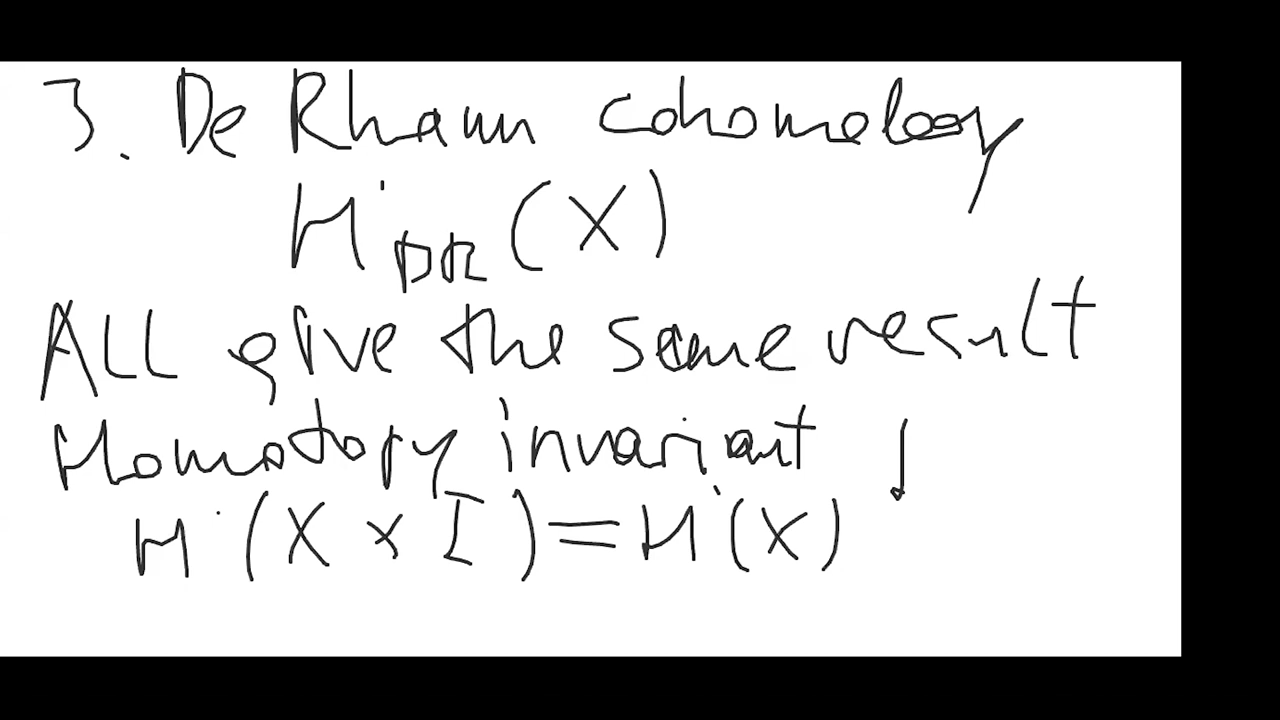 3. De Rham cohomology
H˙DR (X)
ALL give the same result
Homotopy invariant !
H˙(X × I) = H˙(X)